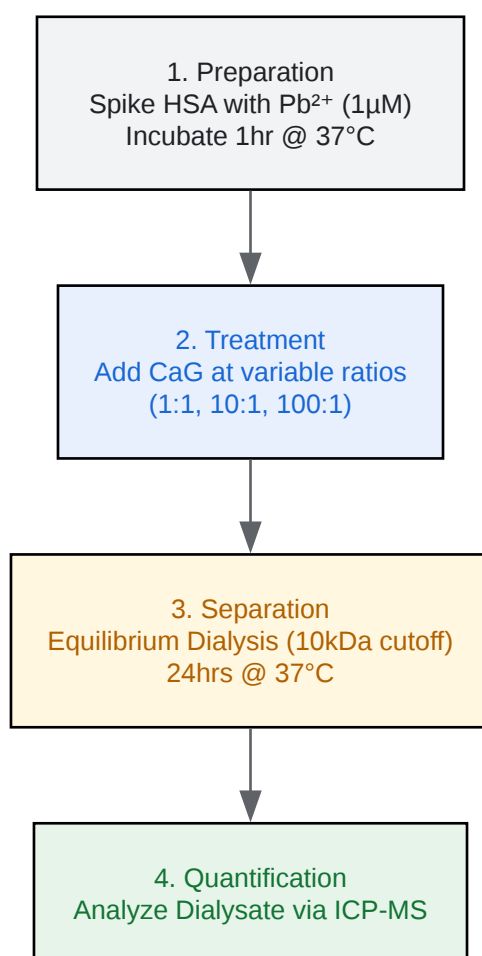 1. Preparation
Spike HSA with Pb²⁺ (1µM)
Incubate 1hr @ 37°C
2. Treatment
Add CaG at variable ratios
(1:1, 10:1, 100:1)
3. Separation
Equilibrium Dialysis (10kDa cutoff)
24hrs @ 37°C
4. Quantification
Analyze Dialysate via ICP-MS